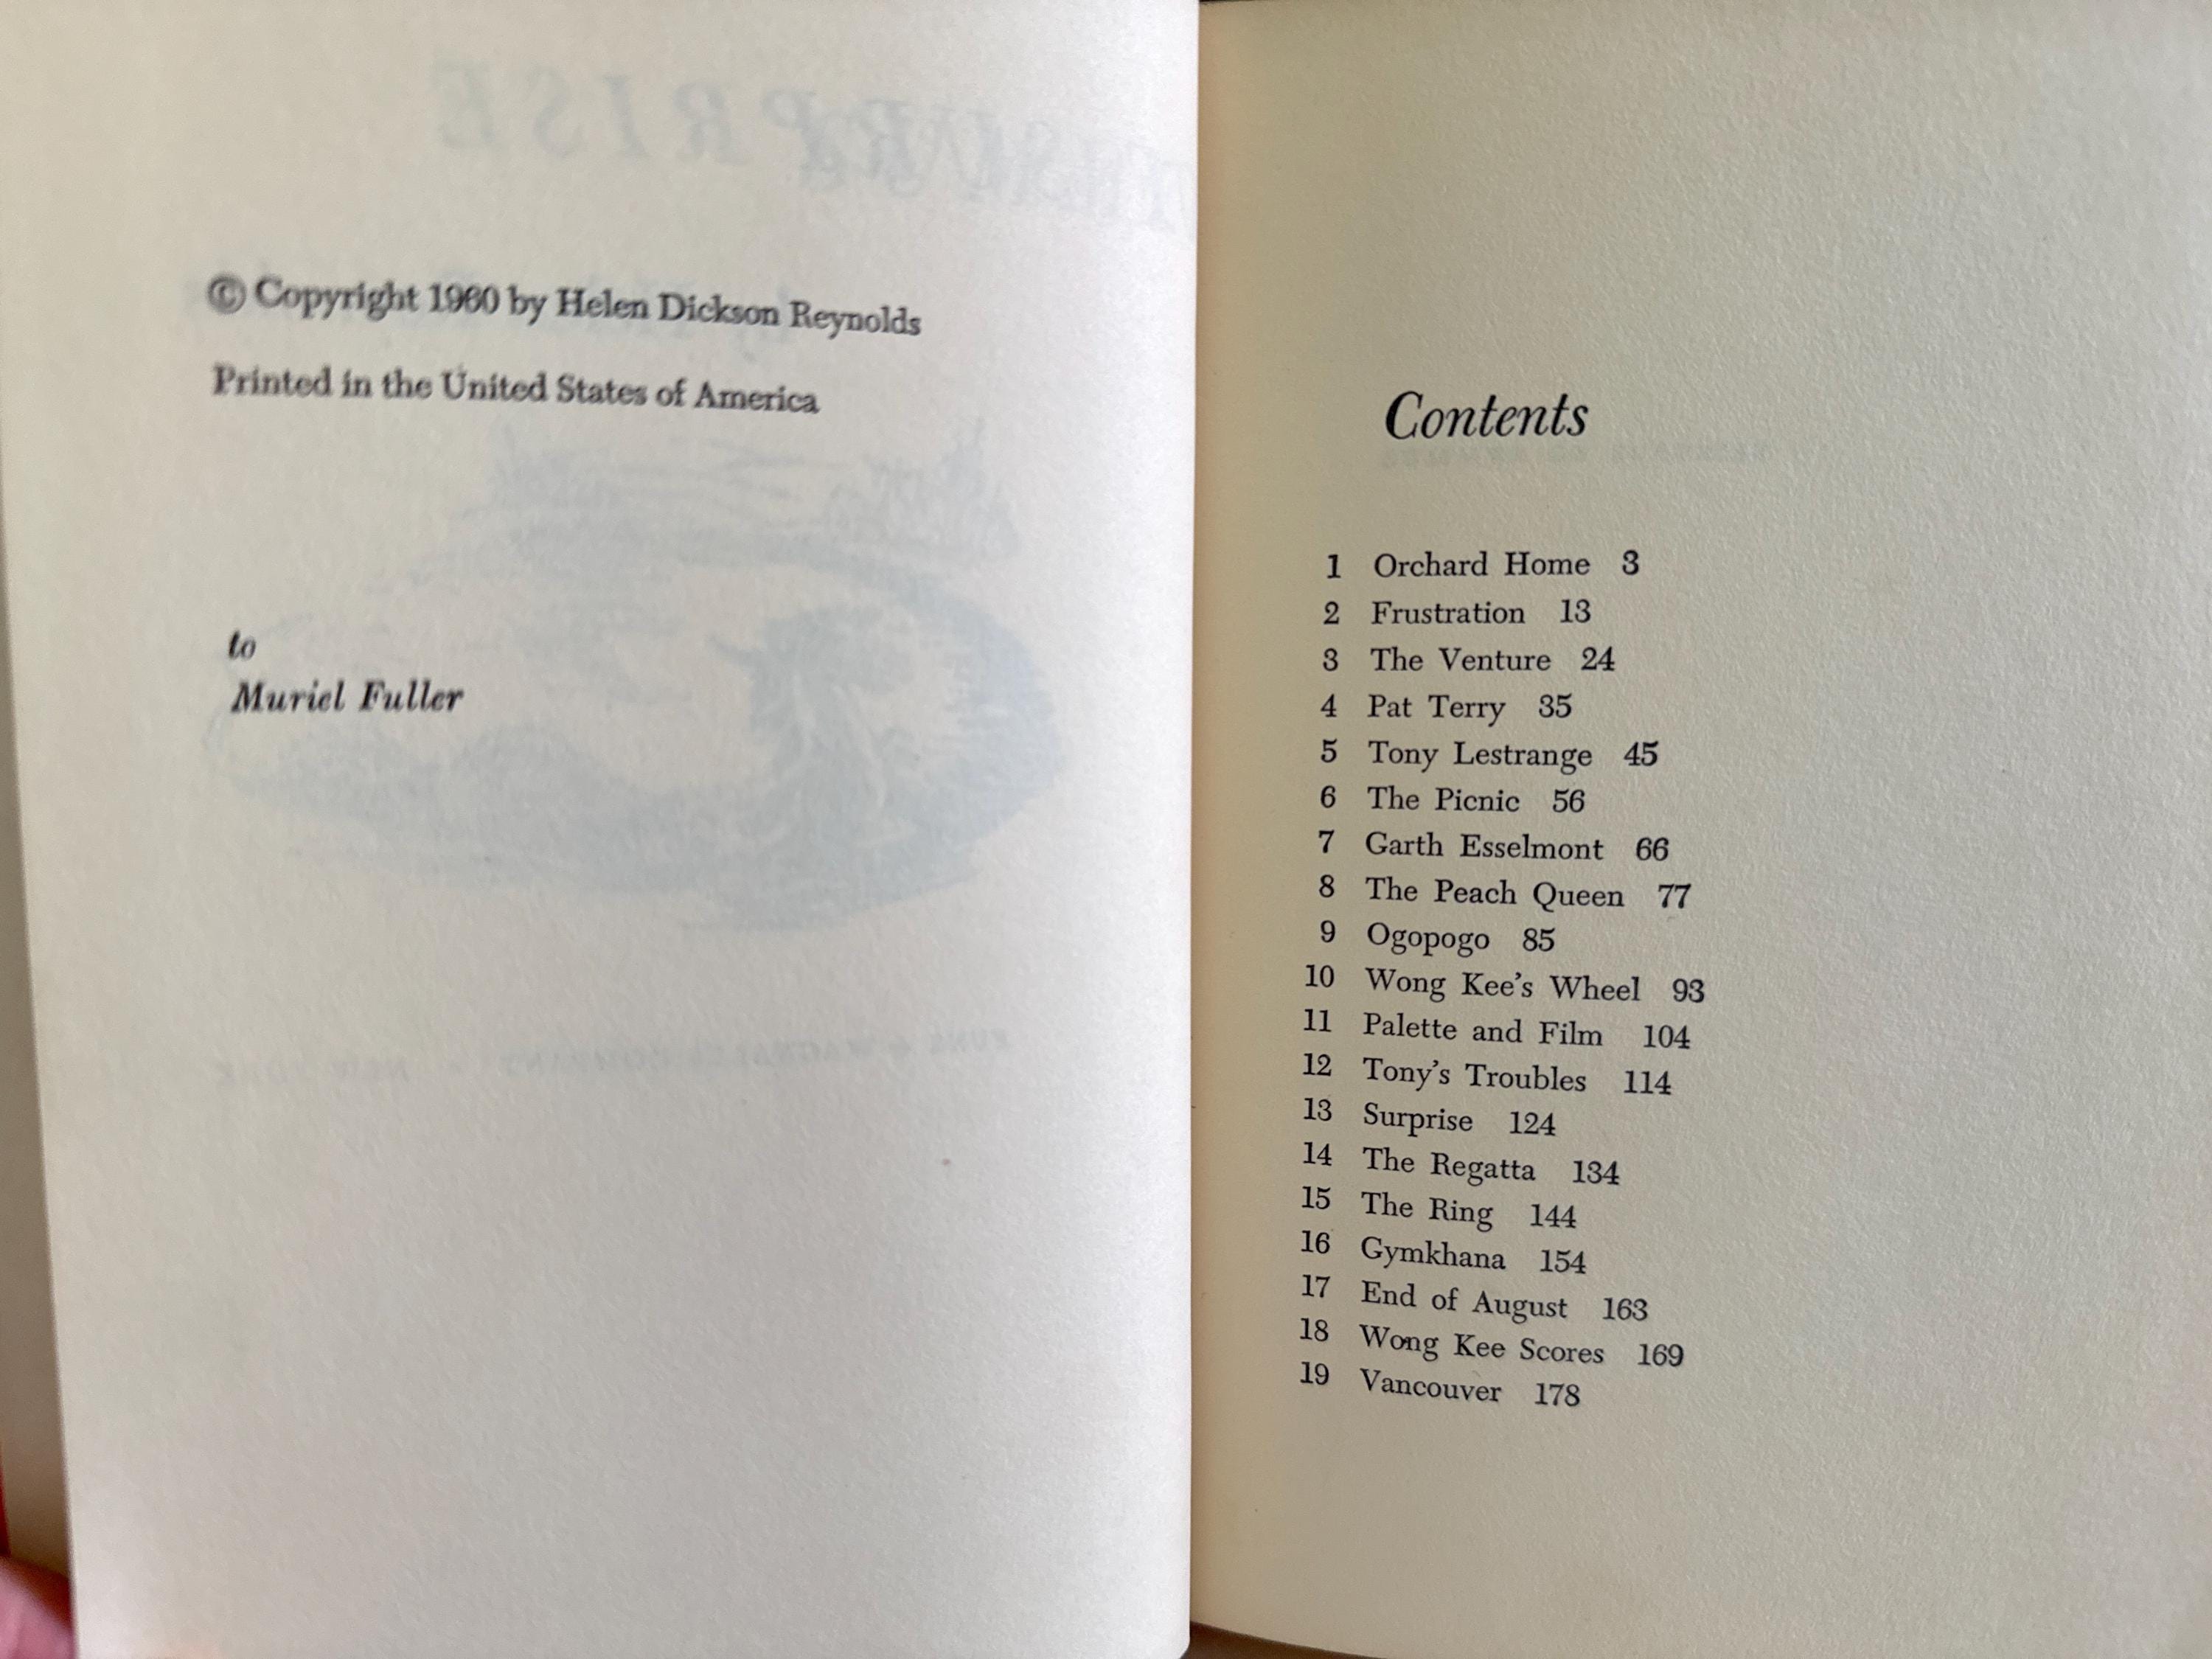 © Copyright 1960 by Helen Dickson Reynolds
Printed in the United States of America
to
Muriel Fuller
Contents
1 Orchard Home 3
2 Frustration 13
3 The Venture 24
4 Pat Terry 35
5 Tony Lestrange 45
6 The Picnic 56
7 Garth Esselmont 66
8 The Peach Queen 77
9 Ogopogo 85
10 Wong Kee's Wheel 93
11 Palette and Film 104
12 Tony's Troubles 114
13 Surprise 124
14 The Regatta 134
15 The Ring 144
16 Gymkhana 154
17 End of August 163
18 Wong Kee Scores 169
19 Vancouver 178